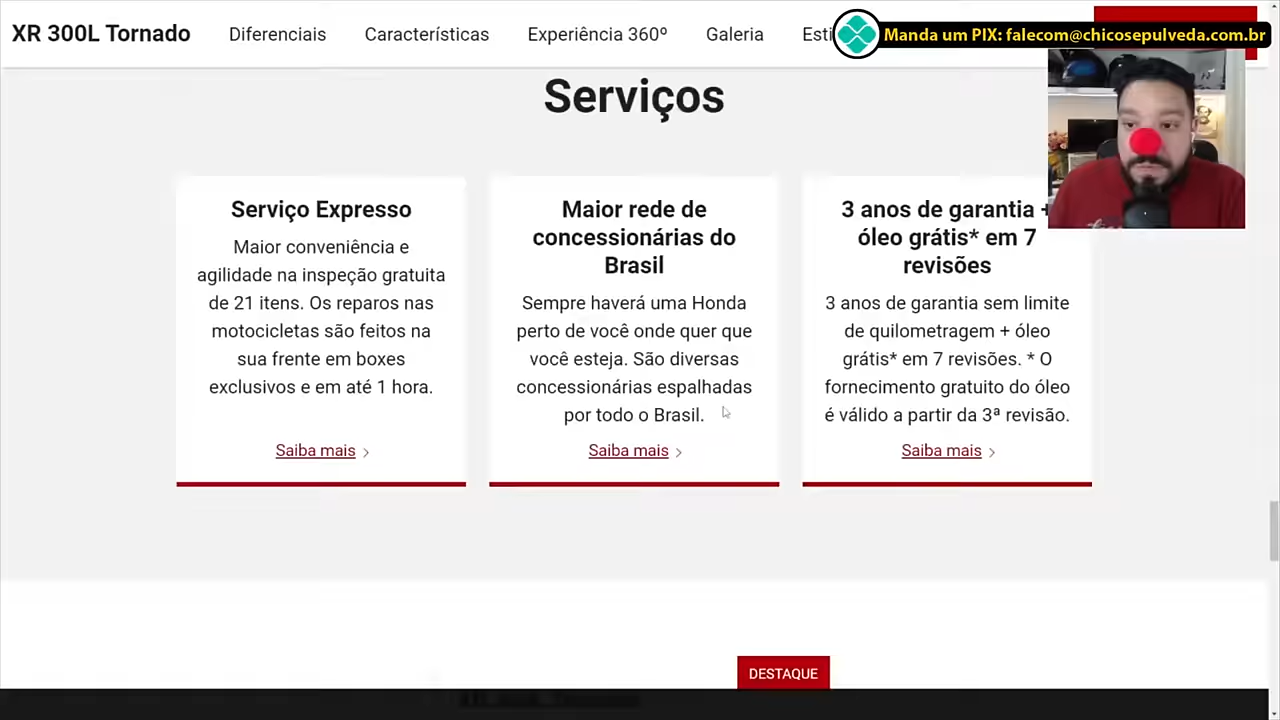 XR 300L Tornado
Diferenciais
Características
Experiência 360º
Galeria
Esti
Manda um PIX: falecom@chicosepulveda.com.br
Serviços
Serviço Expresso
Maior conveniência e
agilidade na inspeção gratuita
de 21 itens. Os reparos nas
motocicletas são feitos na
sua frente em boxes
exclusivos e em até 1 hora.
Saiba mais
Maior rede de
concessionárias do
Brasil
Sempre haverá uma Honda
perto de você onde quer que
você esteja. São diversas
concessionárias espalhadas
por todo o Brasil.
Saiba mais
3 anos de garantia +
óleo grátis* em 7
revisões
3 anos de garantia sem limite
de quilometragem + óleo
grátis* em 7 revisões. * O
fornecimento gratuito do óleo
é válido a partir da 3ª revisão.
Saiba mais
DESTAQUE